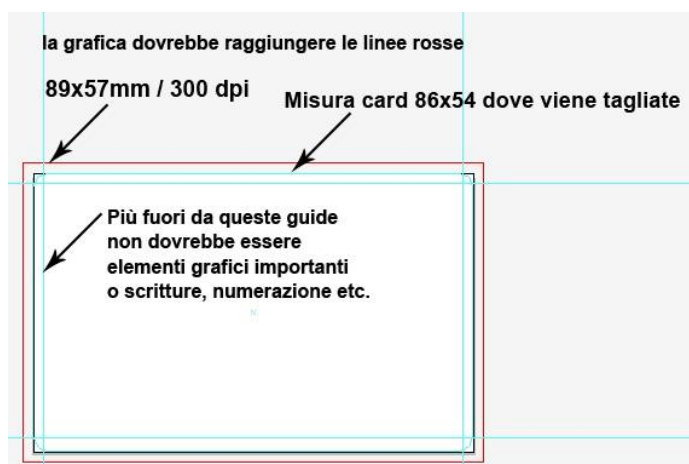 la grafica dovrebbe raggiungere le linee rosse
89x57mm / 300 dpi
Misura card 86x54 dove viene tagliate
Più fuori da queste guide
non dovrebbe essere
elementi grafici importanti
o scritture, numerazione etc.